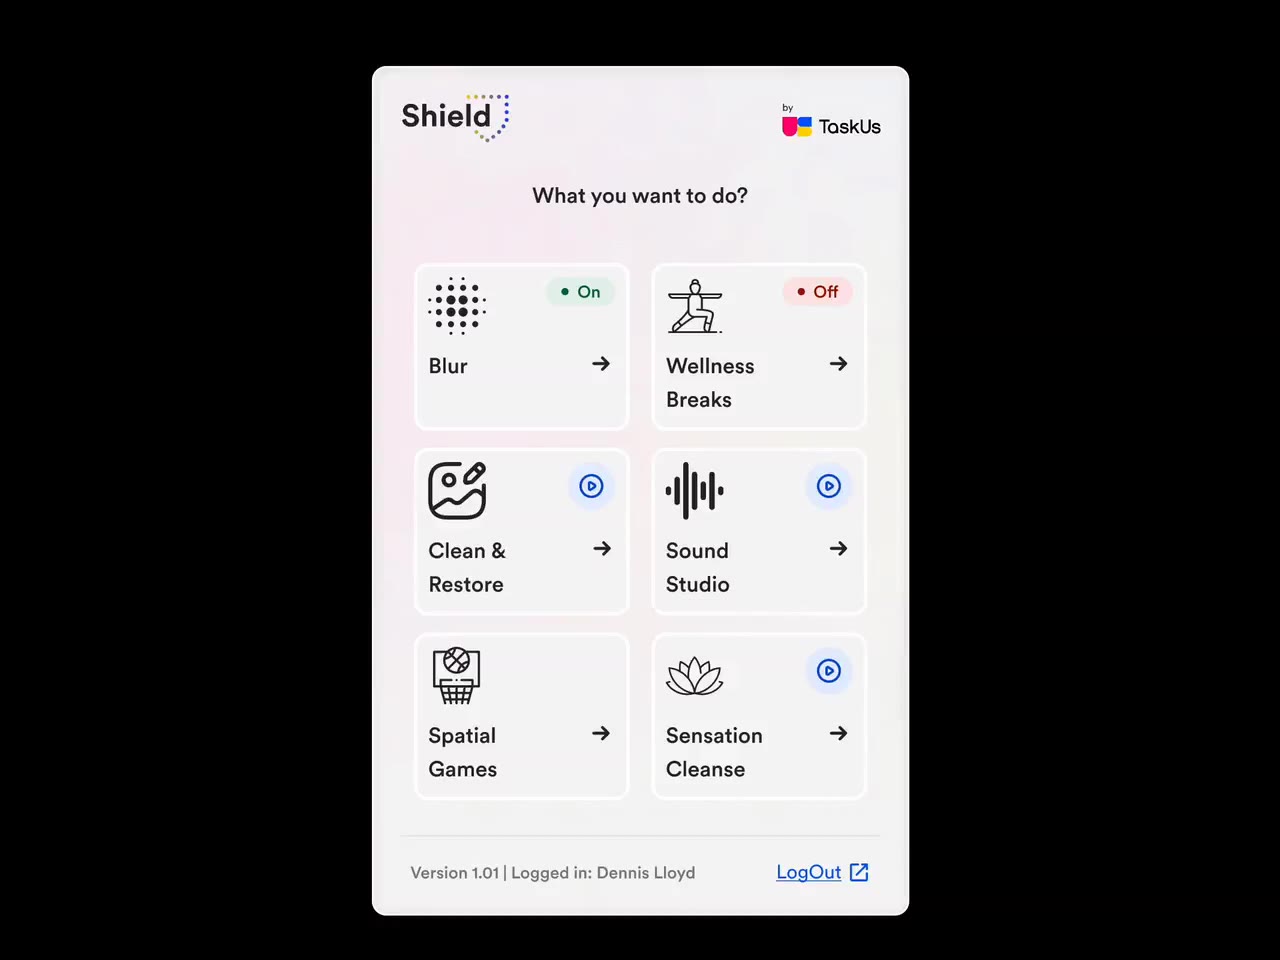 Shield
by
TaskUs
What you want to do?
On
Blur
Off
Wellness
Breaks
Clean &
Restore
Sound
Studio
Spatial
Games
Sensation
Cleanse
Version 1.01 | Logged in: Dennis Lloyd
LogOut